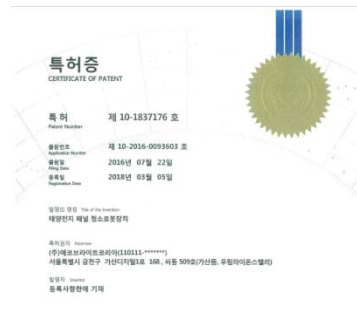 특허증
CERTIFICATE OF PATENT
특 허 제 10-1837176 호
Patent Number
출원번호 제 10-2016-0093603 호
Application Number
출원일 2016년 07월 22일
Filing Date
등록일 2018년 03월 05일
Registration Date
발명의 명칭 Title of the Invention
태양전지 패널 청소로봇장치
특허권자 Patentee
(주)에코브라이트코리아(110111-*******)
서울특별시 금천구 가산디지털1로 168, 씨동 509호(가산동, 우림라이온스밸리)
발명자 Inventor
등록사항란에 기재